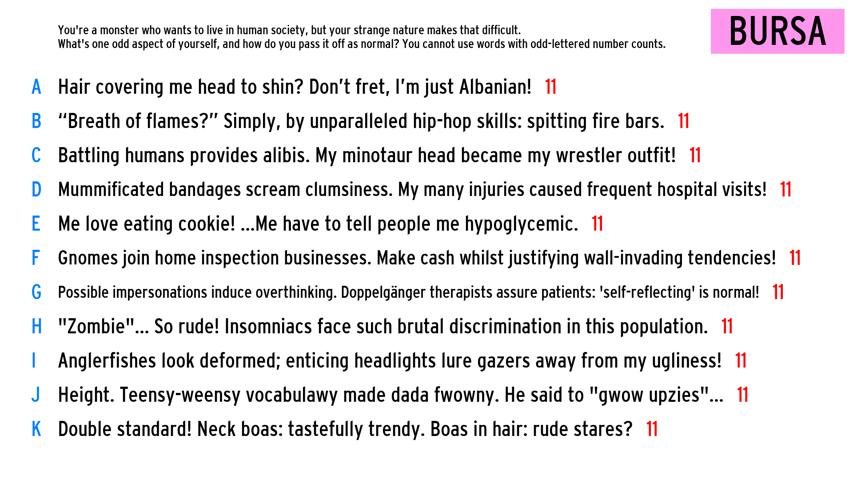 You're a monster who wants to live in human society, but your strange nature makes that difficult.
What's one odd aspect of yourself, and how do you pass it off as normal? You cannot use words with odd-lettered number counts.
BURSA
A Hair covering me head to shin? Don't fret, I'm just Albanian! 11
B “Breath of flames?” Simply, by unparalleled hip-hop skills: spitting fire bars. 11
C Battling humans provides alibis. My minotaur head became my wrestler outfit! 11
D Mummificated bandages scream clumsiness. My many injuries caused frequent hospital visits! 11
E Me love eating cookie! ...Me have to tell people me hypoglycemic. 11
F Gnomes join home inspection businesses. Make cash whilst justifying wall-invading tendencies! 11
G Possible impersonations induce overthinking. Doppelgänger therapists assure patients: 'self-reflecting' is normal! 11
H "Zombie"... So rude! Insomniacs face such brutal discrimination in this population. 11
I Anglerfishes look deformed; enticing headlights lure gazers away from my ugliness! 11
J Height. Teensy-weensy vocabulawy made dada fwowny. He said to "gwow upzies"... 11
K Double standard! Neck boas: tastefully trendy. Boas in hair: rude stares? 11